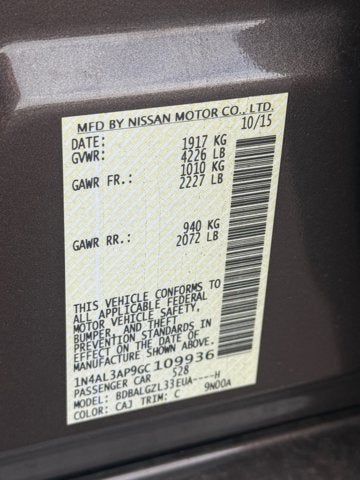 MFD BY NISSAN MOTOR CO., LTD.
DATE: 10/15
GVWR: 1917 KG
4226 LB
GAWR FR.: 1010 KG
2227 LB
GAWR RR.: 940 KG
2072 LB
THIS VEHICLE CONFORMS TO
ALL APPLICABLE FEDERAL
MOTOR VEHICLE SAFETY,
BUMPER, AND THEFT
PREVENTION STANDARDS IN
EFFECT ON THE DATE OF
MANUFACTURE SHOWN ABOVE.
1N4AL3AP9GC109936
PASSENGER CAR 528
MODEL: BDBALGZL33EUA----H
COLOR: CAJ TRIM: C 9N00A